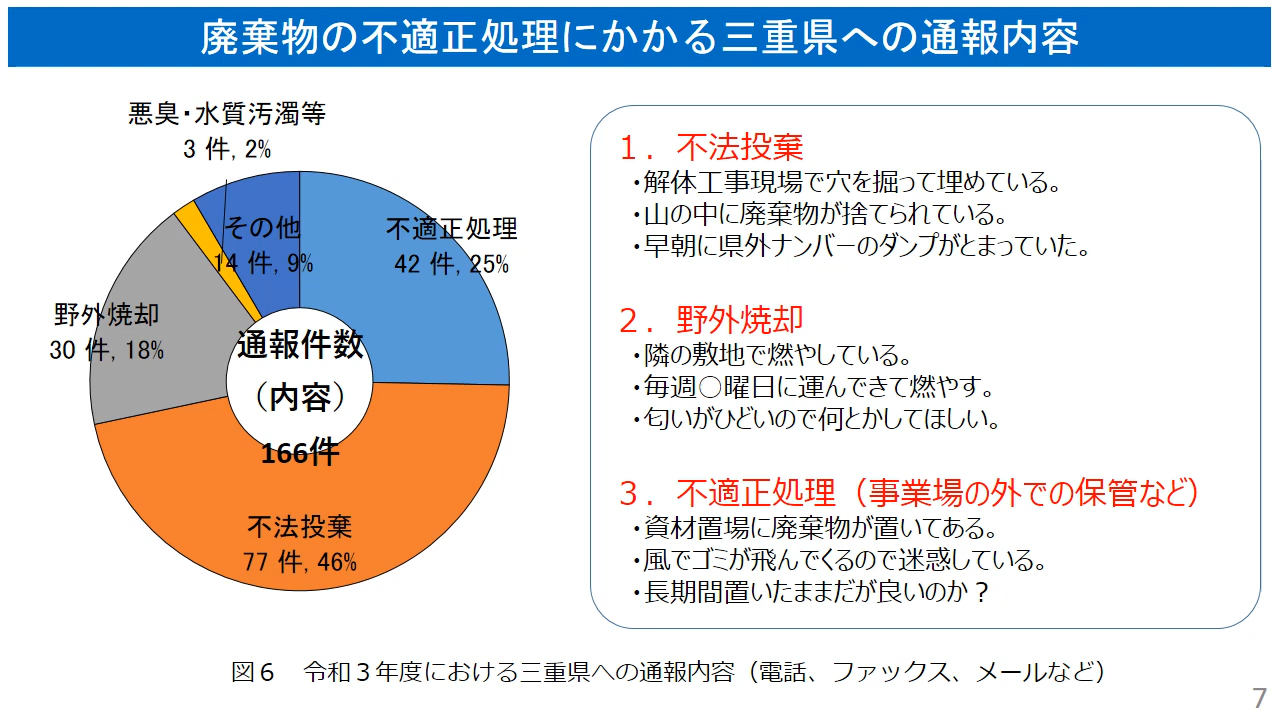 廃棄物の不適正処理にかかる三重県への通報内容
悪臭・水質汚濁等
3 件, 2%
その他
14 件, 9%
不適正処理
42 件, 25%
野外焼却
30 件, 18%
通報件数
（内容）
166件
不法投棄
77 件, 46%
１．不法投棄
・解体工事現場で穴を掘って埋めている。
・山の中に廃棄物が捨てられている。
・早朝に県外ナンバーのダンプがとまっていた。
２．野外焼却
・隣の敷地で燃やしている。
・毎週○曜日に運んできて燃やす。
・匂いがひどいので何とかしてほしい。
３．不適正処理（事業場の外での保管など）
・資材置場に廃棄物が置いてある。
・風でゴミが飛んでくるので迷惑している。
・長期間置いたままだが良いのか？
図６　令和３年度における三重県への通報内容（電話、ファックス、メールなど）
7